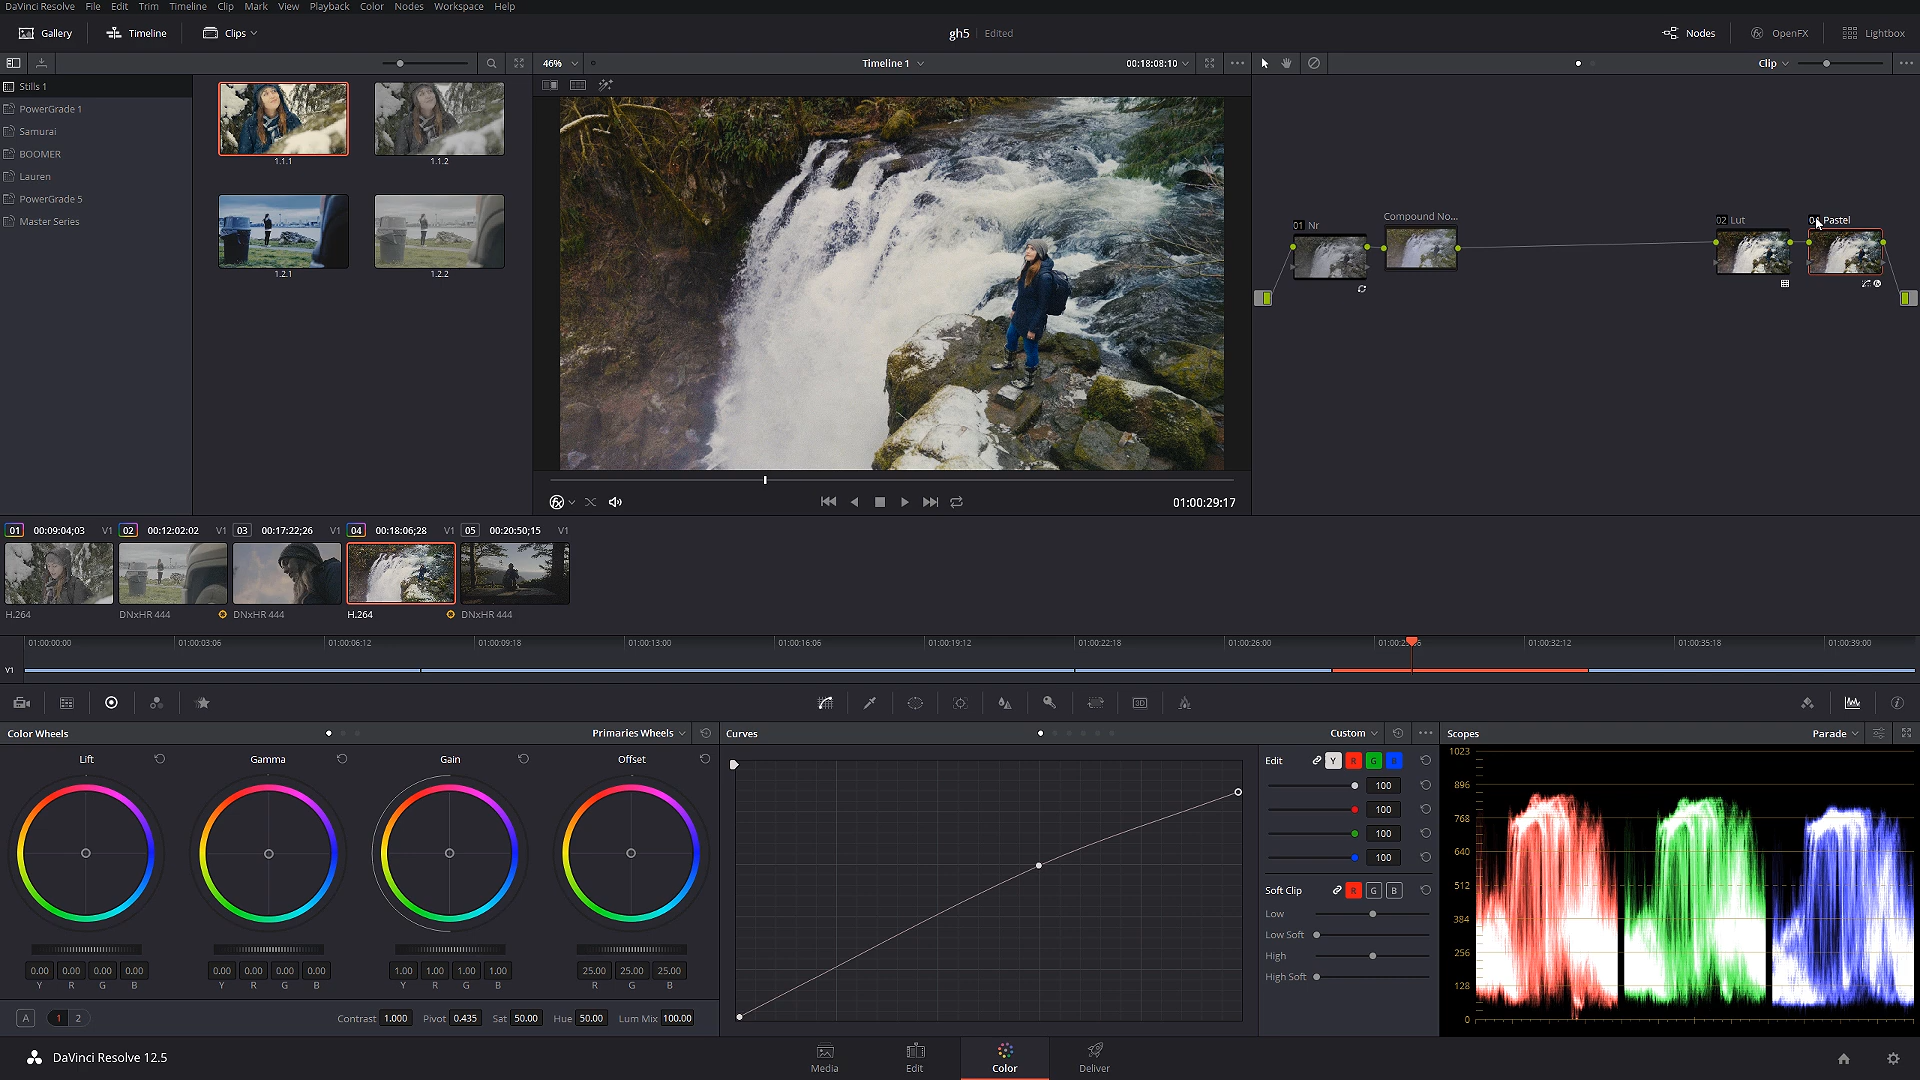 DaVinci Resolve File Edit Trim Timeline Clip Mark View Playback Color Nodes Workspace Help
Gallery Timeline Clips gh5 Edited Nodes OpenFX Lightbox
46% Timeline 1 00:18:08:10 Clip
Stills 1
PowerGrade 1
Samurai
BOOMER
Lauren
PowerGrade 5
Master Series
1.1.1 1.1.2
1.2.1 1.2.2
01 Nr Compound No... 02 Lut Pastel
01:00:29:17
01 00:09:04;03 V1 02 00:12:02:02 V1 03 00:17:22;26 V1 04 00:18:06;28 V1 05 00:20:50;15 V1
H.264 DNxHR 444 DNxHR 444 H.264 DNxHR 444
01:00:00:00 01:00:03:06 01:00:06:12 01:00:09:18 01:00:13:00 01:00:16:06 01:00:19:12 01:00:22:18 01:00:26:00 01:00:32:12 01:00:35:18 01:00:39:00
V1
3D
Color Wheels Primaries Wheels Curves Custom Scopes Parade
Lift Gamma Gain Offset
0.00 0.00 0.00 0.00 0.00 0.00 0.00 0.00 1.00 1.00 1.00 1.00 25.00 25.00 25.00
Y R G B Y R G B Y R G B R G B
A 1 2 Contrast 1.000 Pivot 0.435 Sat 50.00 Hue 50.00 Lum Mix 100.00
Edit Y R G B
100
100
100
100
Soft Clip R G B
Low
Low Soft
High
High Soft
1023
896
768
640
512
384
256
128
0
DaVinci Resolve 12.5 Media Edit Color Deliver